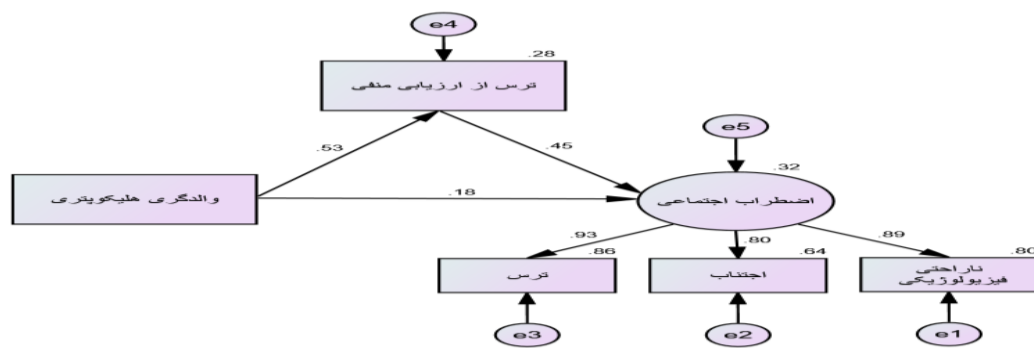 e4
.28
ترس از ارزیابی منفی
e5
.53
.45
.32
والدگری هلیکوپتری
.18
اضطراب اجتماعی
.93
.80
.89
.86
.64
.80
ترس
اجتناب
ناراحتی
فیزیولوژیکی
e3
e2
e1